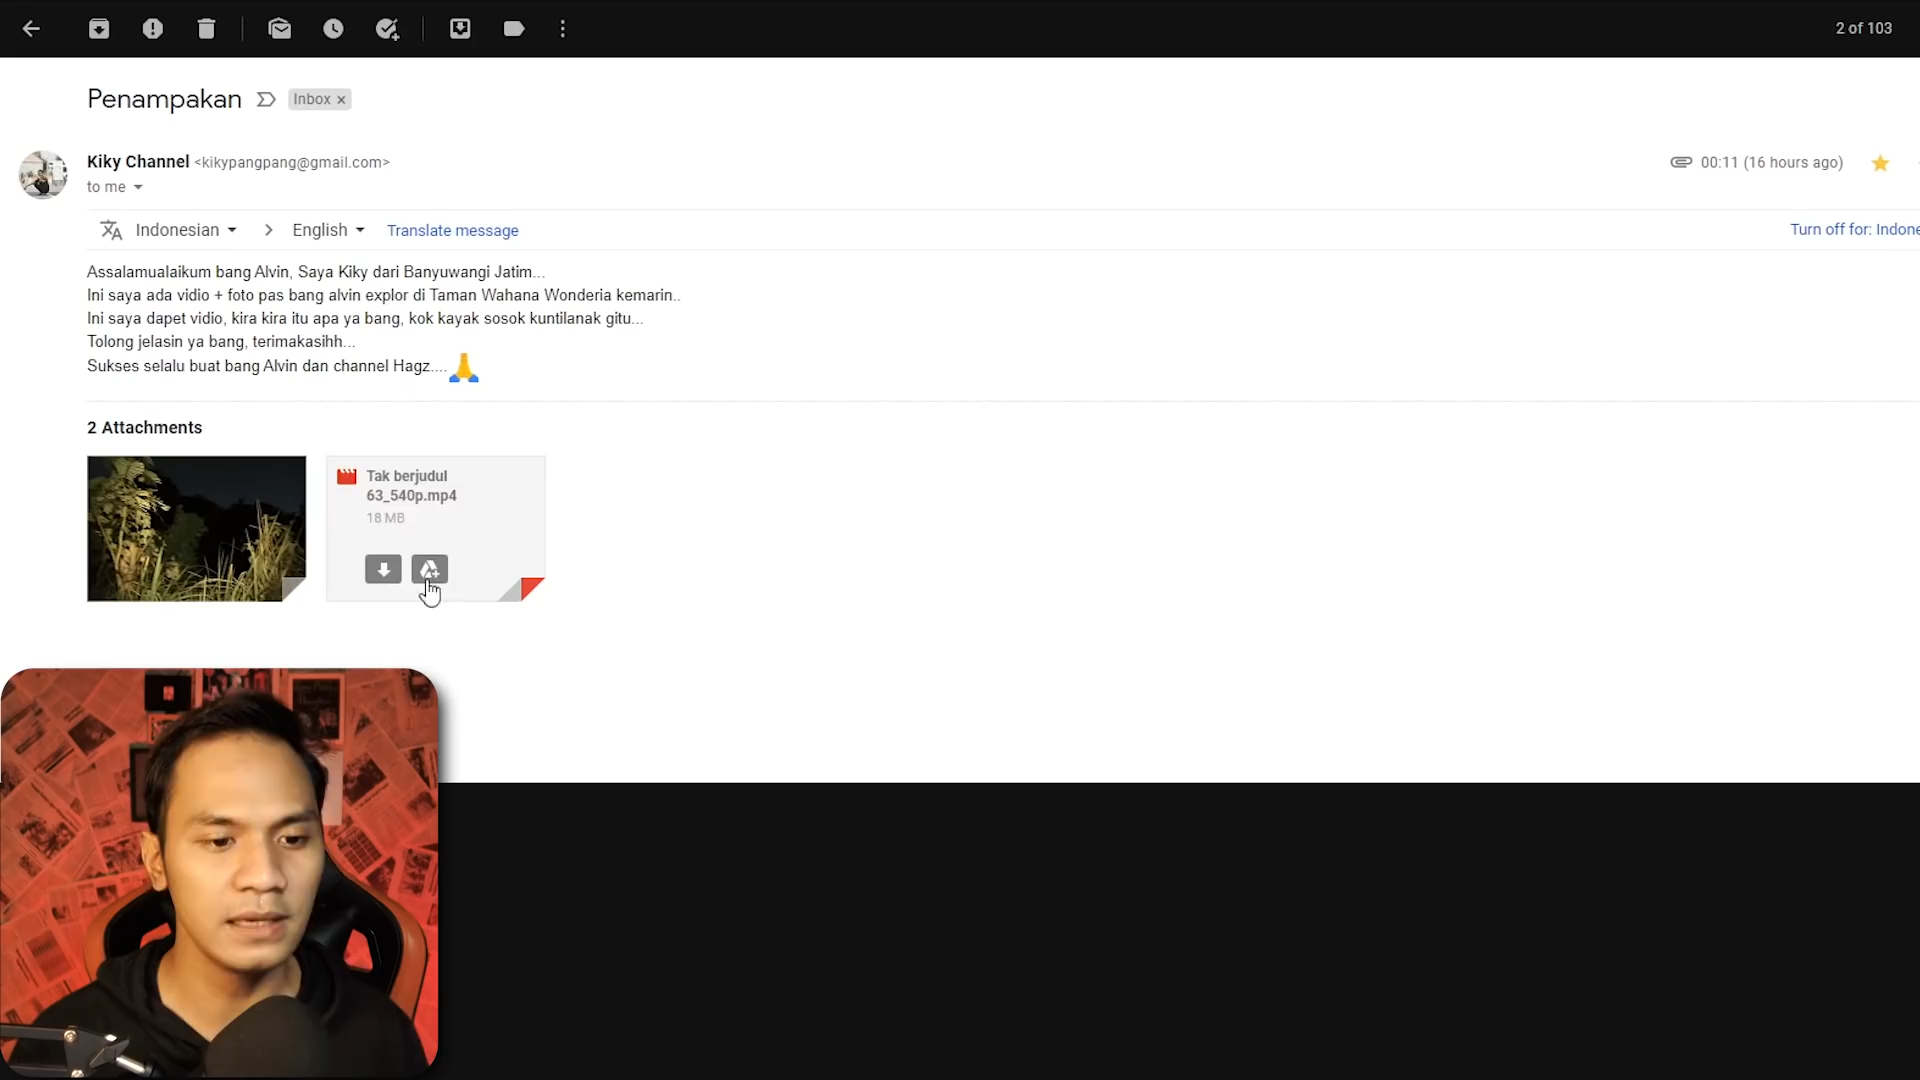 2 of 103
Penampakan
Inbox ×
Kiky Channel <kikypangpang@gmail.com>
00:11 (16 hours ago)
to me
Indonesian > English Translate message
Turn off for: Indone
Assalamualaikum bang Alvin, Saya Kiky dari Banyuwangi Jatim...
Ini saya ada vidio + foto pas bang alvin explor di Taman Wahana Wonderia kemarin..
Ini saya dapet vidio, kira kira itu apa ya bang, kok kayak sosok kuntilanak gitu...
Tolong jelasin ya bang, terimakasihh...
Sukses selalu buat bang Alvin dan channel Hagz....🙏
2 Attachments
Tak berjudul
63_540p.mp4
18 MB